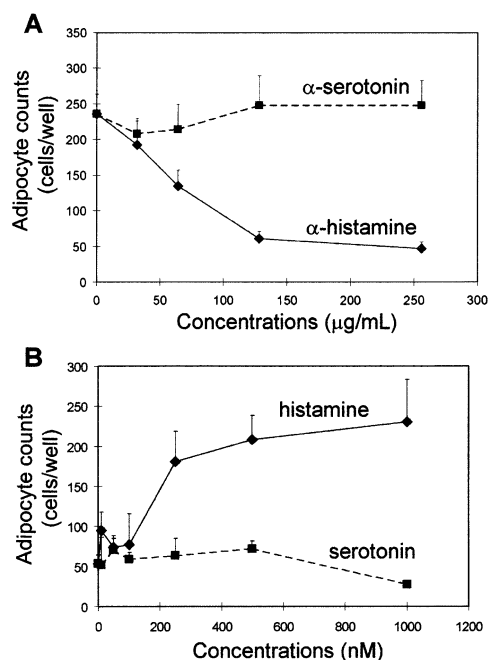 A
350
300
250
200
150
100
50
0
Adipocyte counts
(cells/well)
α-serotonin
α-histamine
0 50 100 150 200 250 300
Concentrations (μg/mL)
B
300
250
200
150
100
50
0
Adipocyte counts
(cells/well)
histamine
serotonin
0 200 400 600 800 1000 1200
Concentrations (nM)